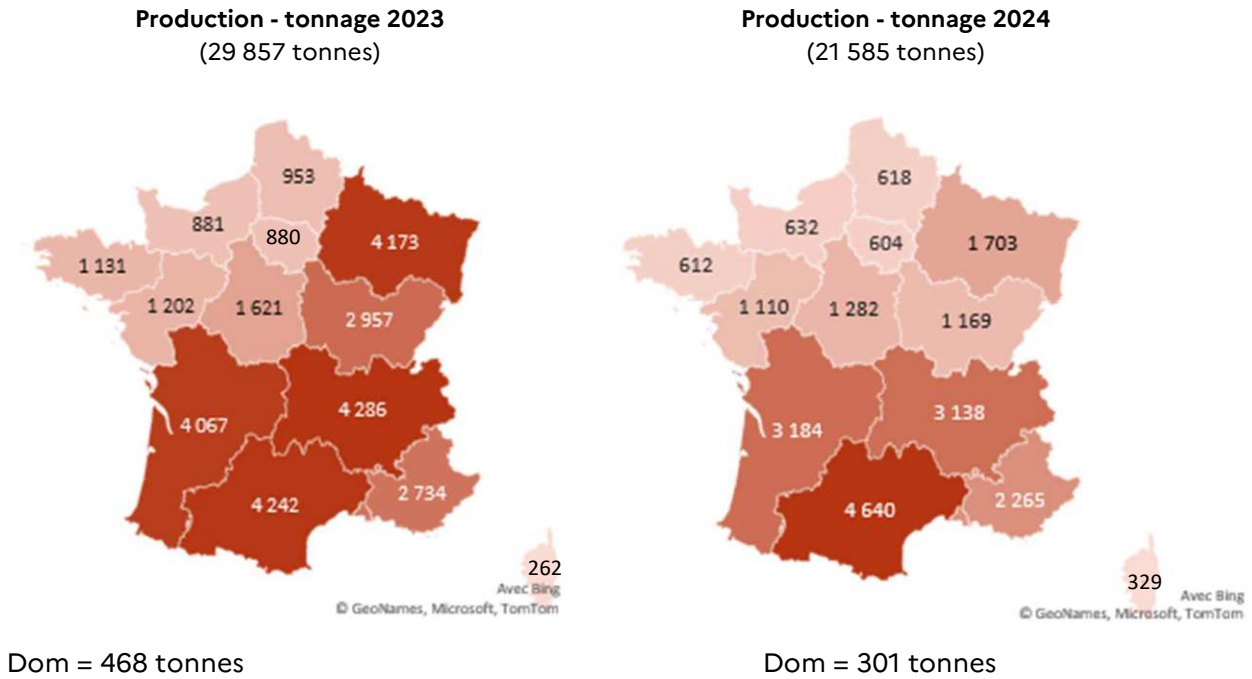 Production - tonnage 2023
(29 857 tonnes)
953
881
880
4 173
1 131
1 202
1 621
2 957
4 286
4 067
4 242
2 734
262
Avec Bing
© GeoNames, Microsoft, TomTom
Dom = 468 tonnes
Production - tonnage 2024
(21 585 tonnes)
618
632
604
1 703
612
1 110
1 282
1 169
3 138
3 184
4 640
2 265
329
Avec Bing
© GeoNames, Microsoft, TomTom
Dom = 301 tonnes